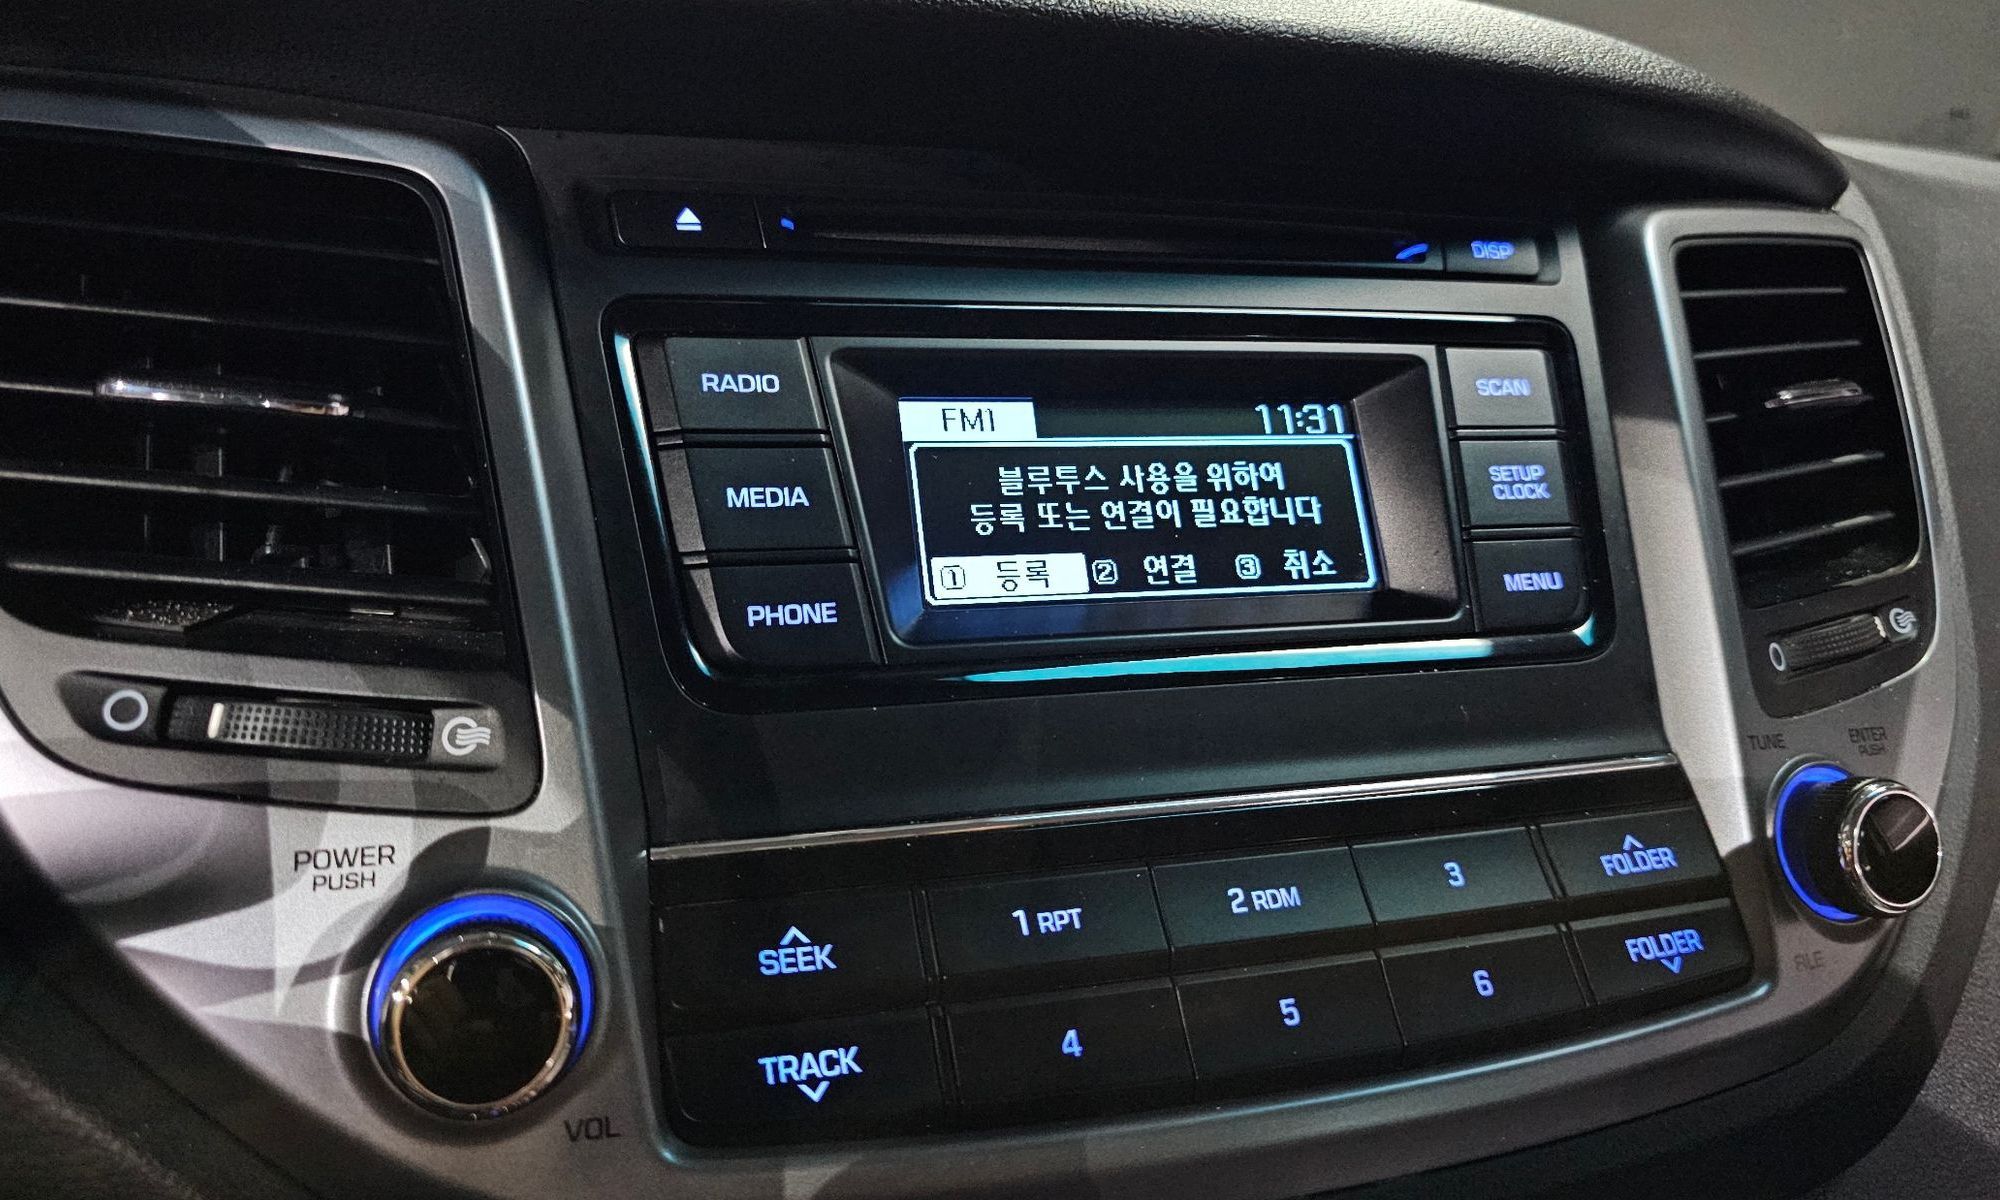 DISP
RADIO
MEDIA
PHONE
FM1 11:31
블루투스 사용을 위하여
등록 또는 연결이 필요합니다
1 등록 2 연결 3 취소
SCAN
SETUP
CLOCK
MENU
POWER
PUSH
VOL
SEEK
TRACK
1 RPT
2 RDM
3
4
5
6
FOLDER
FOLDER
TUNE
ENTER
PUSH
FILE